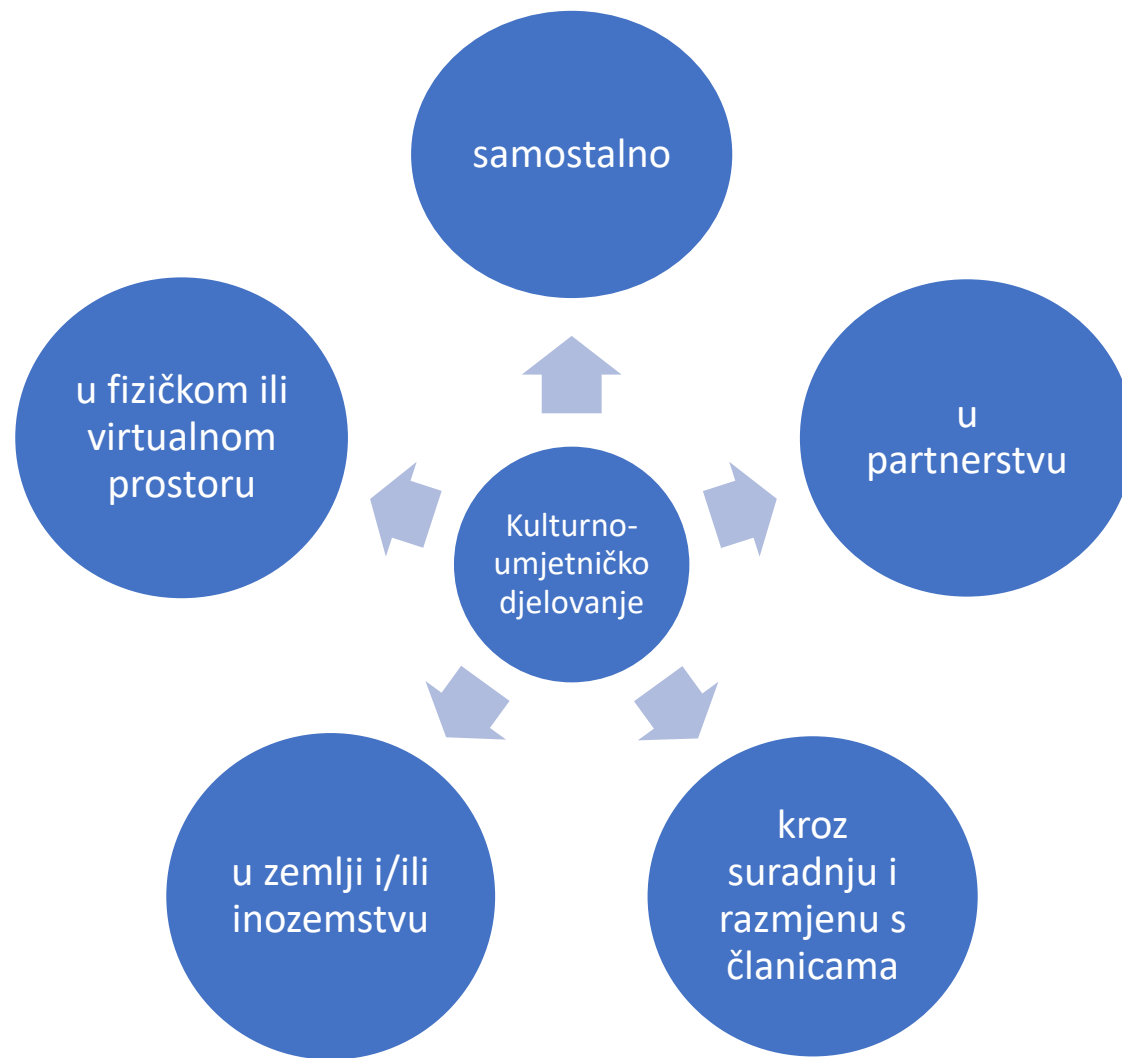 samostalno
u fizičkom ili
virtualnom
prostoru
u
partnerstvu
Kulturno-
umjetničko
djelovanje
u zemlji i/ili
inozemstvu
kroz
suradnju i
razmjenu s
članicama